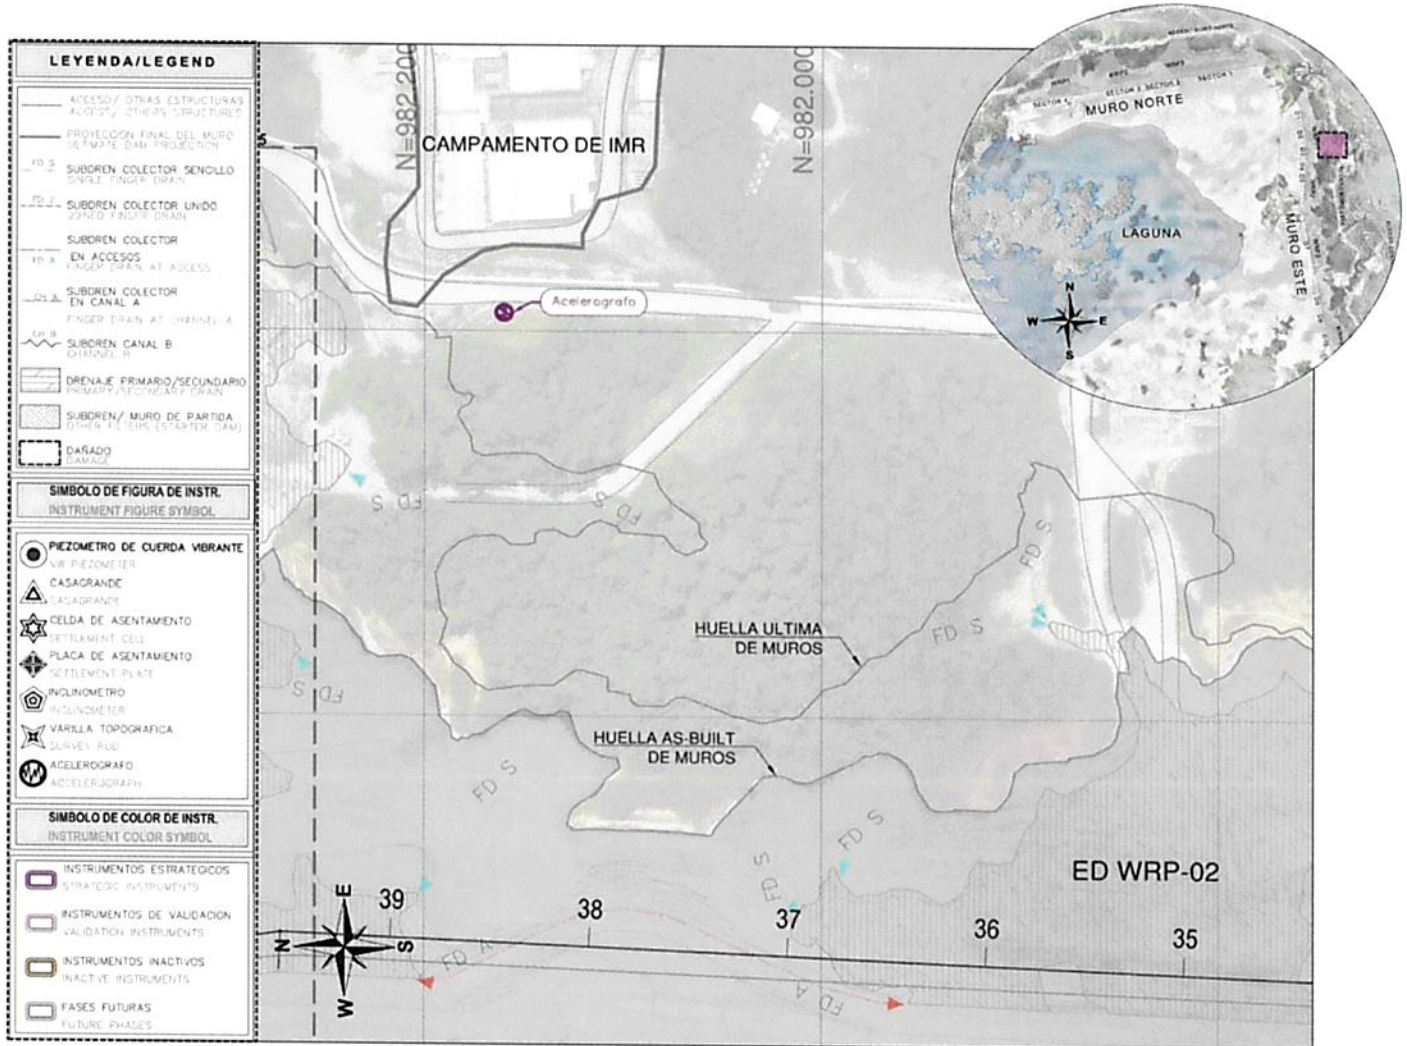 LEYENDA/LEGEND
ACCESO/ OTRAS ESTRUCTURAS
ACCESS/ OTHERS STRUCTURES
PROYECCION FINAL DEL MURO
ULTIMATE DAM PROJECTION
FD S
SUBDREN COLECTOR SENCILLO
SINGLE FINGER DRAIN
FD J
SUBDREN COLECTOR UNIDO
JOINED FINGER DRAIN
SUBDREN COLECTOR
EN ACCESOS
FD A
FINGER DRAIN AT ACCESS
SUBDREN COLECTOR
CH A
EN CANAL A
FINGER DRAIN AT CHANNEL A
CH B
SUBDREN CANAL B
CHANNEL B
DRENAJE PRIMARIO/SECUNDARIO
PRIMARY/SECONDARY DRAIN
SUBDREN/ MURO DE PARTIDA
OTHER FILTERS (STARTER DAM)
DAÑADO
DAMAGE
SIMBOLO DE FIGURA DE INSTR.
INSTRUMENT FIGURE SYMBOL
PIEZOMETRO DE CUERDA VIBRANTE
VW PIEZOMETER
CASAGRANDE
CASAGRANDE
CELDA DE ASENTAMIENTO
SETTLEMENT CELL
PLACA DE ASENTAMIENTO
SETTLEMENT PLATE
INCLINOMETRO
INCLINOMETER
VARILLA TOPOGRAFICA
SURVEY ROD
ACELEROGRAFO
ACCELEROGRAPH
SIMBOLO DE COLOR DE INSTR.
INSTRUMENT COLOR SYMBOL
INSTRUMENTOS ESTRATEGICOS
STRATEGIC INSTRUMENTS
INSTRUMENTOS DE VALIDACION
VALIDATION INSTRUMENTS
INSTRUMENTOS INACTIVOS
INACTIVE INSTRUMENTS
FASES FUTURAS
FUTURE PHASES
N=982.200
N=982.000
CAMPAMENTO DE IMR
Acelerografo
FD S
FD S
FD S
FD S
FD S
HUELLA ULTIMA
DE MUROS
HUELLA AS-BUILT
DE MUROS
FD S
FD S
FD S
ED WRP-02
39
38
37
36
35
FD A
FD A
E
N
S
W
MURO NORTE
SECTOR 1
LAGUNA
MURO ESTE
N
W
E
S